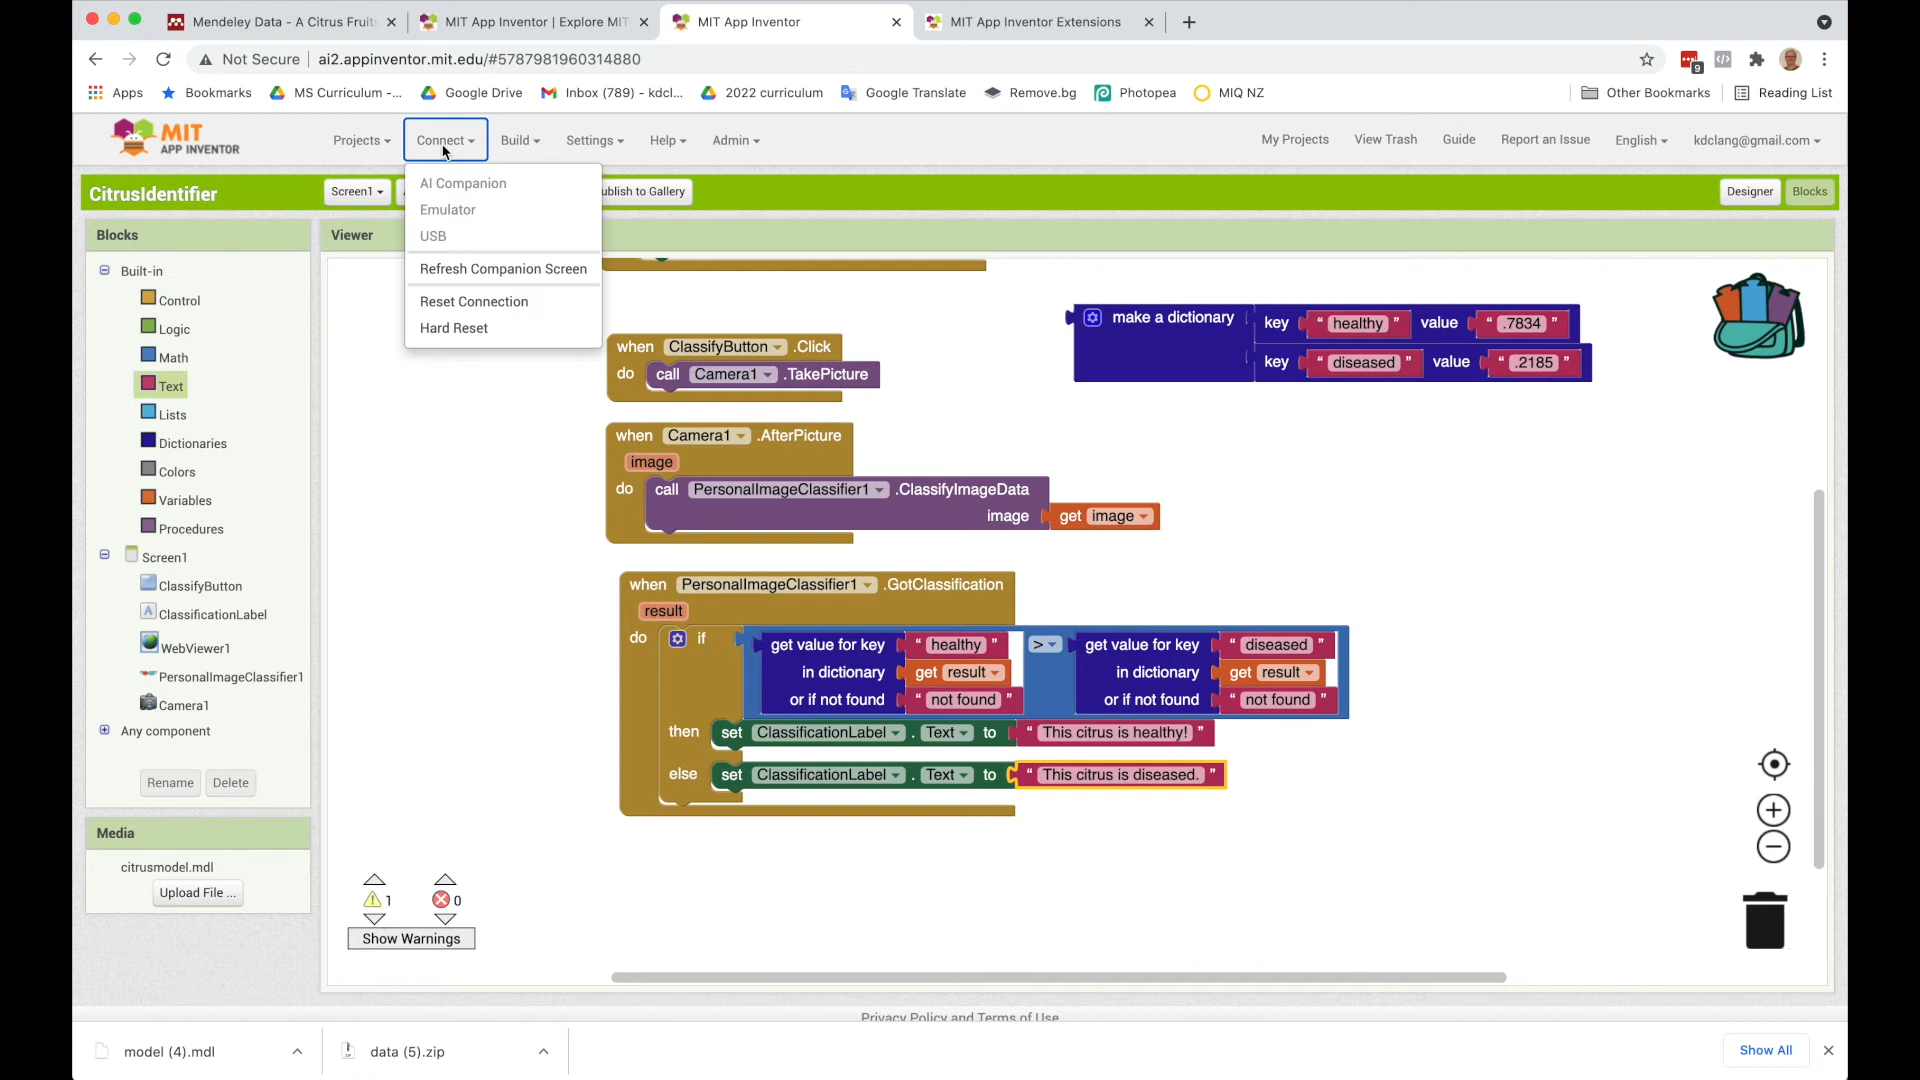 Mendeley Data - A Citrus Fruits
MIT App Inventor | Explore MIT
MIT App Inventor
MIT App Inventor Extensions
Not Secure
ai2.appinventor.mit.edu/#5787981960314880
9
Apps
Bookmarks
MS Curriculum -...
Google Drive
Inbox (789) - kdcl...
2022 curriculum
Google Translate
Remove.bg
Photopea
MIQ NZ
Other Bookmarks
Reading List
MIT
APP INVENTOR
Projects
Connect
Build
Settings
Help
Admin
My Projects
View Trash
Guide
Report an Issue
English
kdclang@gmail.com
AI Companion
Emulator
USB
Refresh Companion Screen
Reset Connection
Hard Reset
CitrusIdentifier
Screen1
ublish to Gallery
Designer
Blocks
Blocks
Viewer
Built-in
Control
Logic
Math
Text
Lists
Dictionaries
Colors
Variables
Procedures
Screen1
ClassifyButton
ClassificationLabel
WebViewer1
PersonalImageClassifier1
Camera1
Any component
Rename
Delete
Media
citrusmodel.mdl
Upload File ...
make a dictionary
key " healthy " value " .7834 "
key " diseased " value " .2185 "
when ClassifyButton .Click
do call Camera1 .TakePicture
when Camera1 .AfterPicture
image
do call PersonalImageClassifier1 .ClassifyImageData
image get image
when PersonalImageClassifier1 .GotClassification
result
do if get value for key " healthy " > get value for key " diseased "
in dictionary get result in dictionary get result
or if not found " not found " or if not found " not found "
then set ClassificationLabel . Text to " This citrus is healthy! "
else set ClassificationLabel . Text to " This citrus is diseased. "
1
0
Show Warnings
Privacy Policy and Terms of Use
model (4).mdl
data (5).zip
Show All